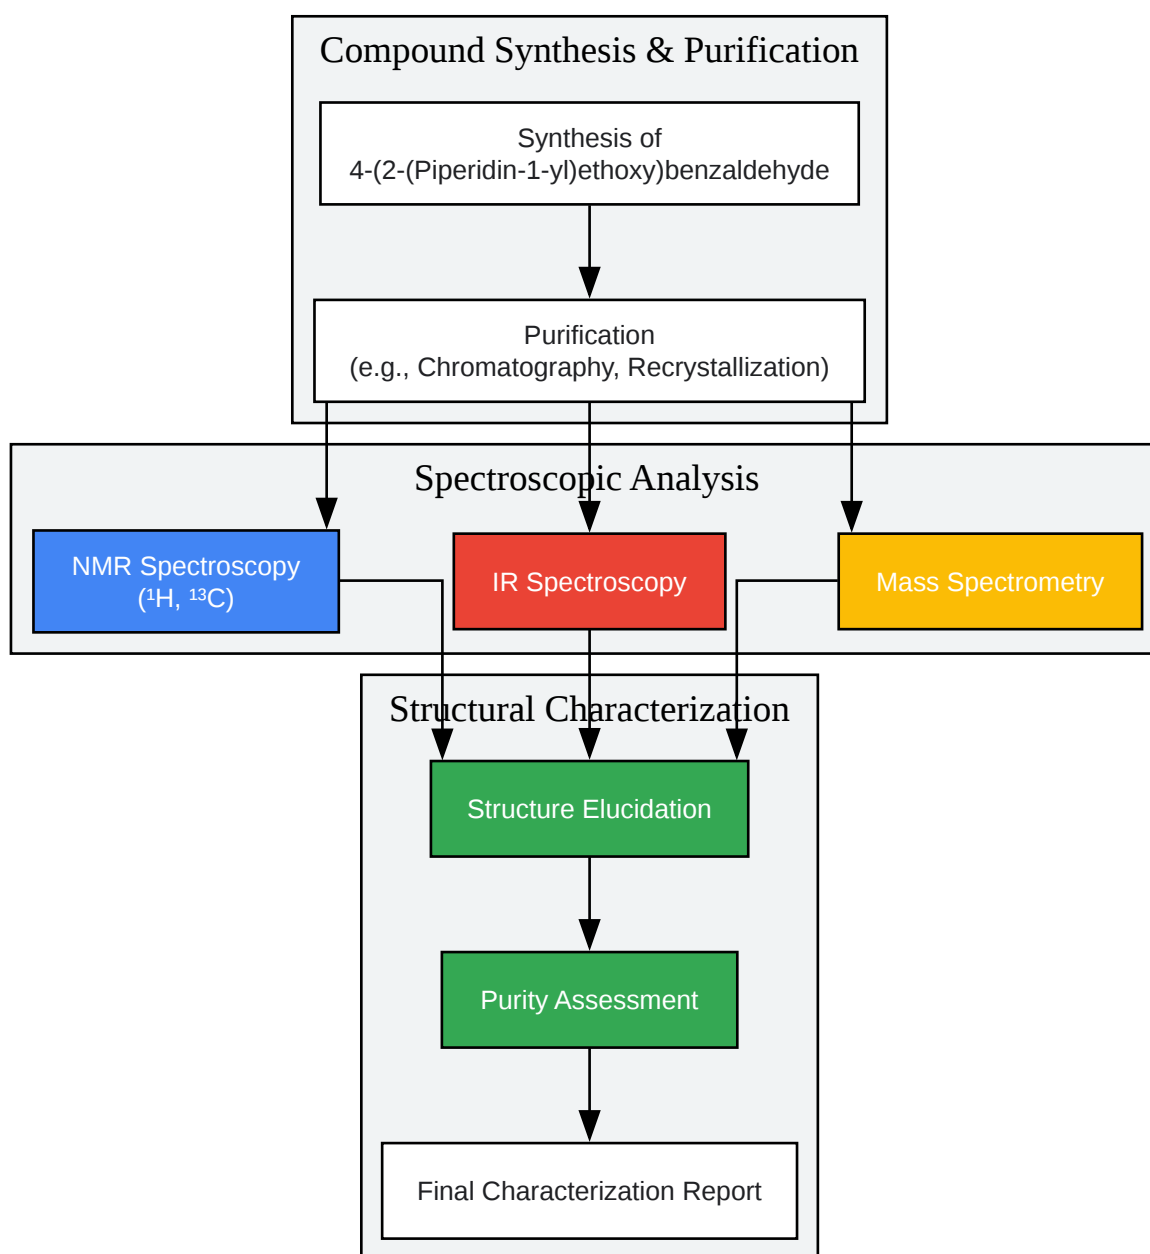 Compound Synthesis & Purification
Synthesis of
4-(2-(Piperidin-1-yl)ethoxy)benzaldehyde
Purification
(e.g., Chromatography, Recrystallization)
Spectroscopic Analysis
NMR Spectroscopy
(¹H, ¹³C)
IR Spectroscopy
Mass Spectrometry
Structural Characterization
Structure Elucidation
Purity Assessment
Final Characterization Report